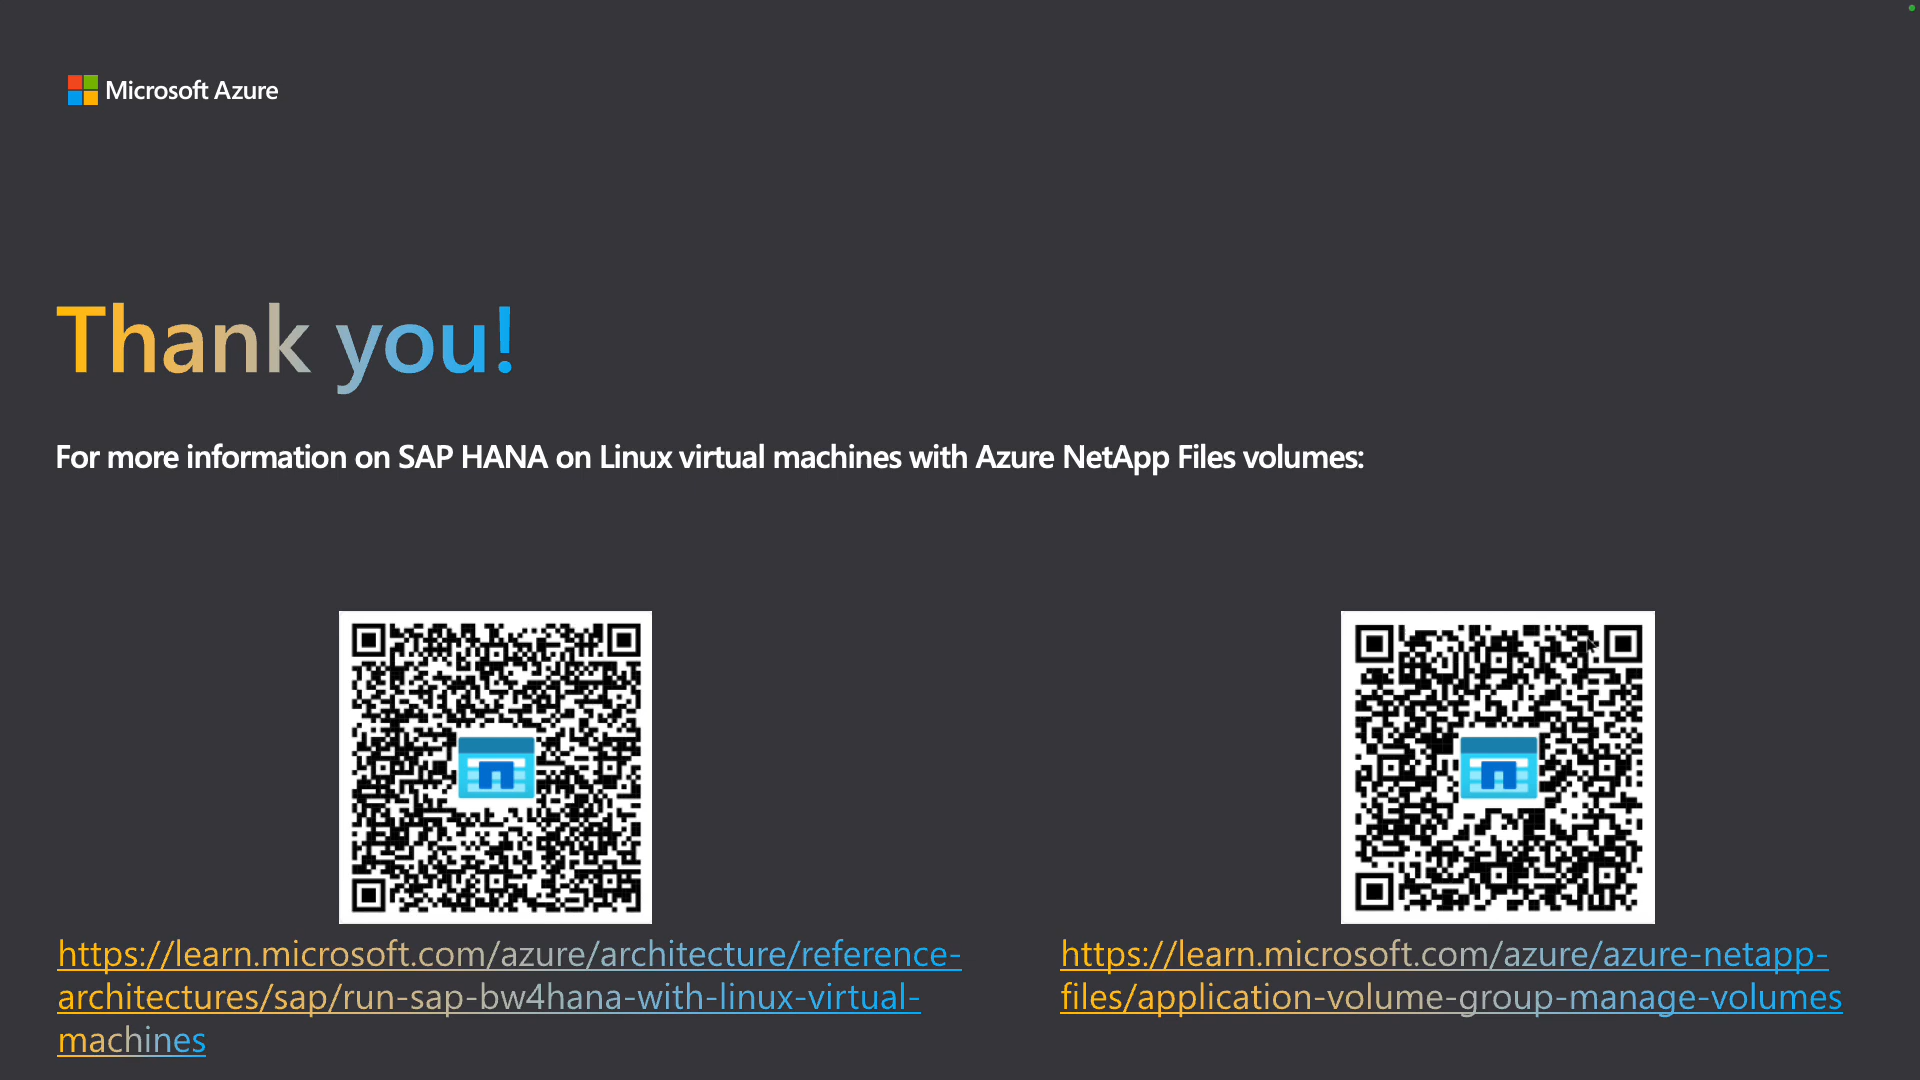 Microsoft Azure
Thank you!
For more information on SAP HANA on Linux virtual machines with Azure NetApp Files volumes:
https://learn.microsoft.com/azure/architecture/reference-
architectures/sap/run-sap-bw4hana-with-linux-virtual-
machines
https://learn.microsoft.com/azure/azure-netapp-
files/application-volume-group-manage-volumes